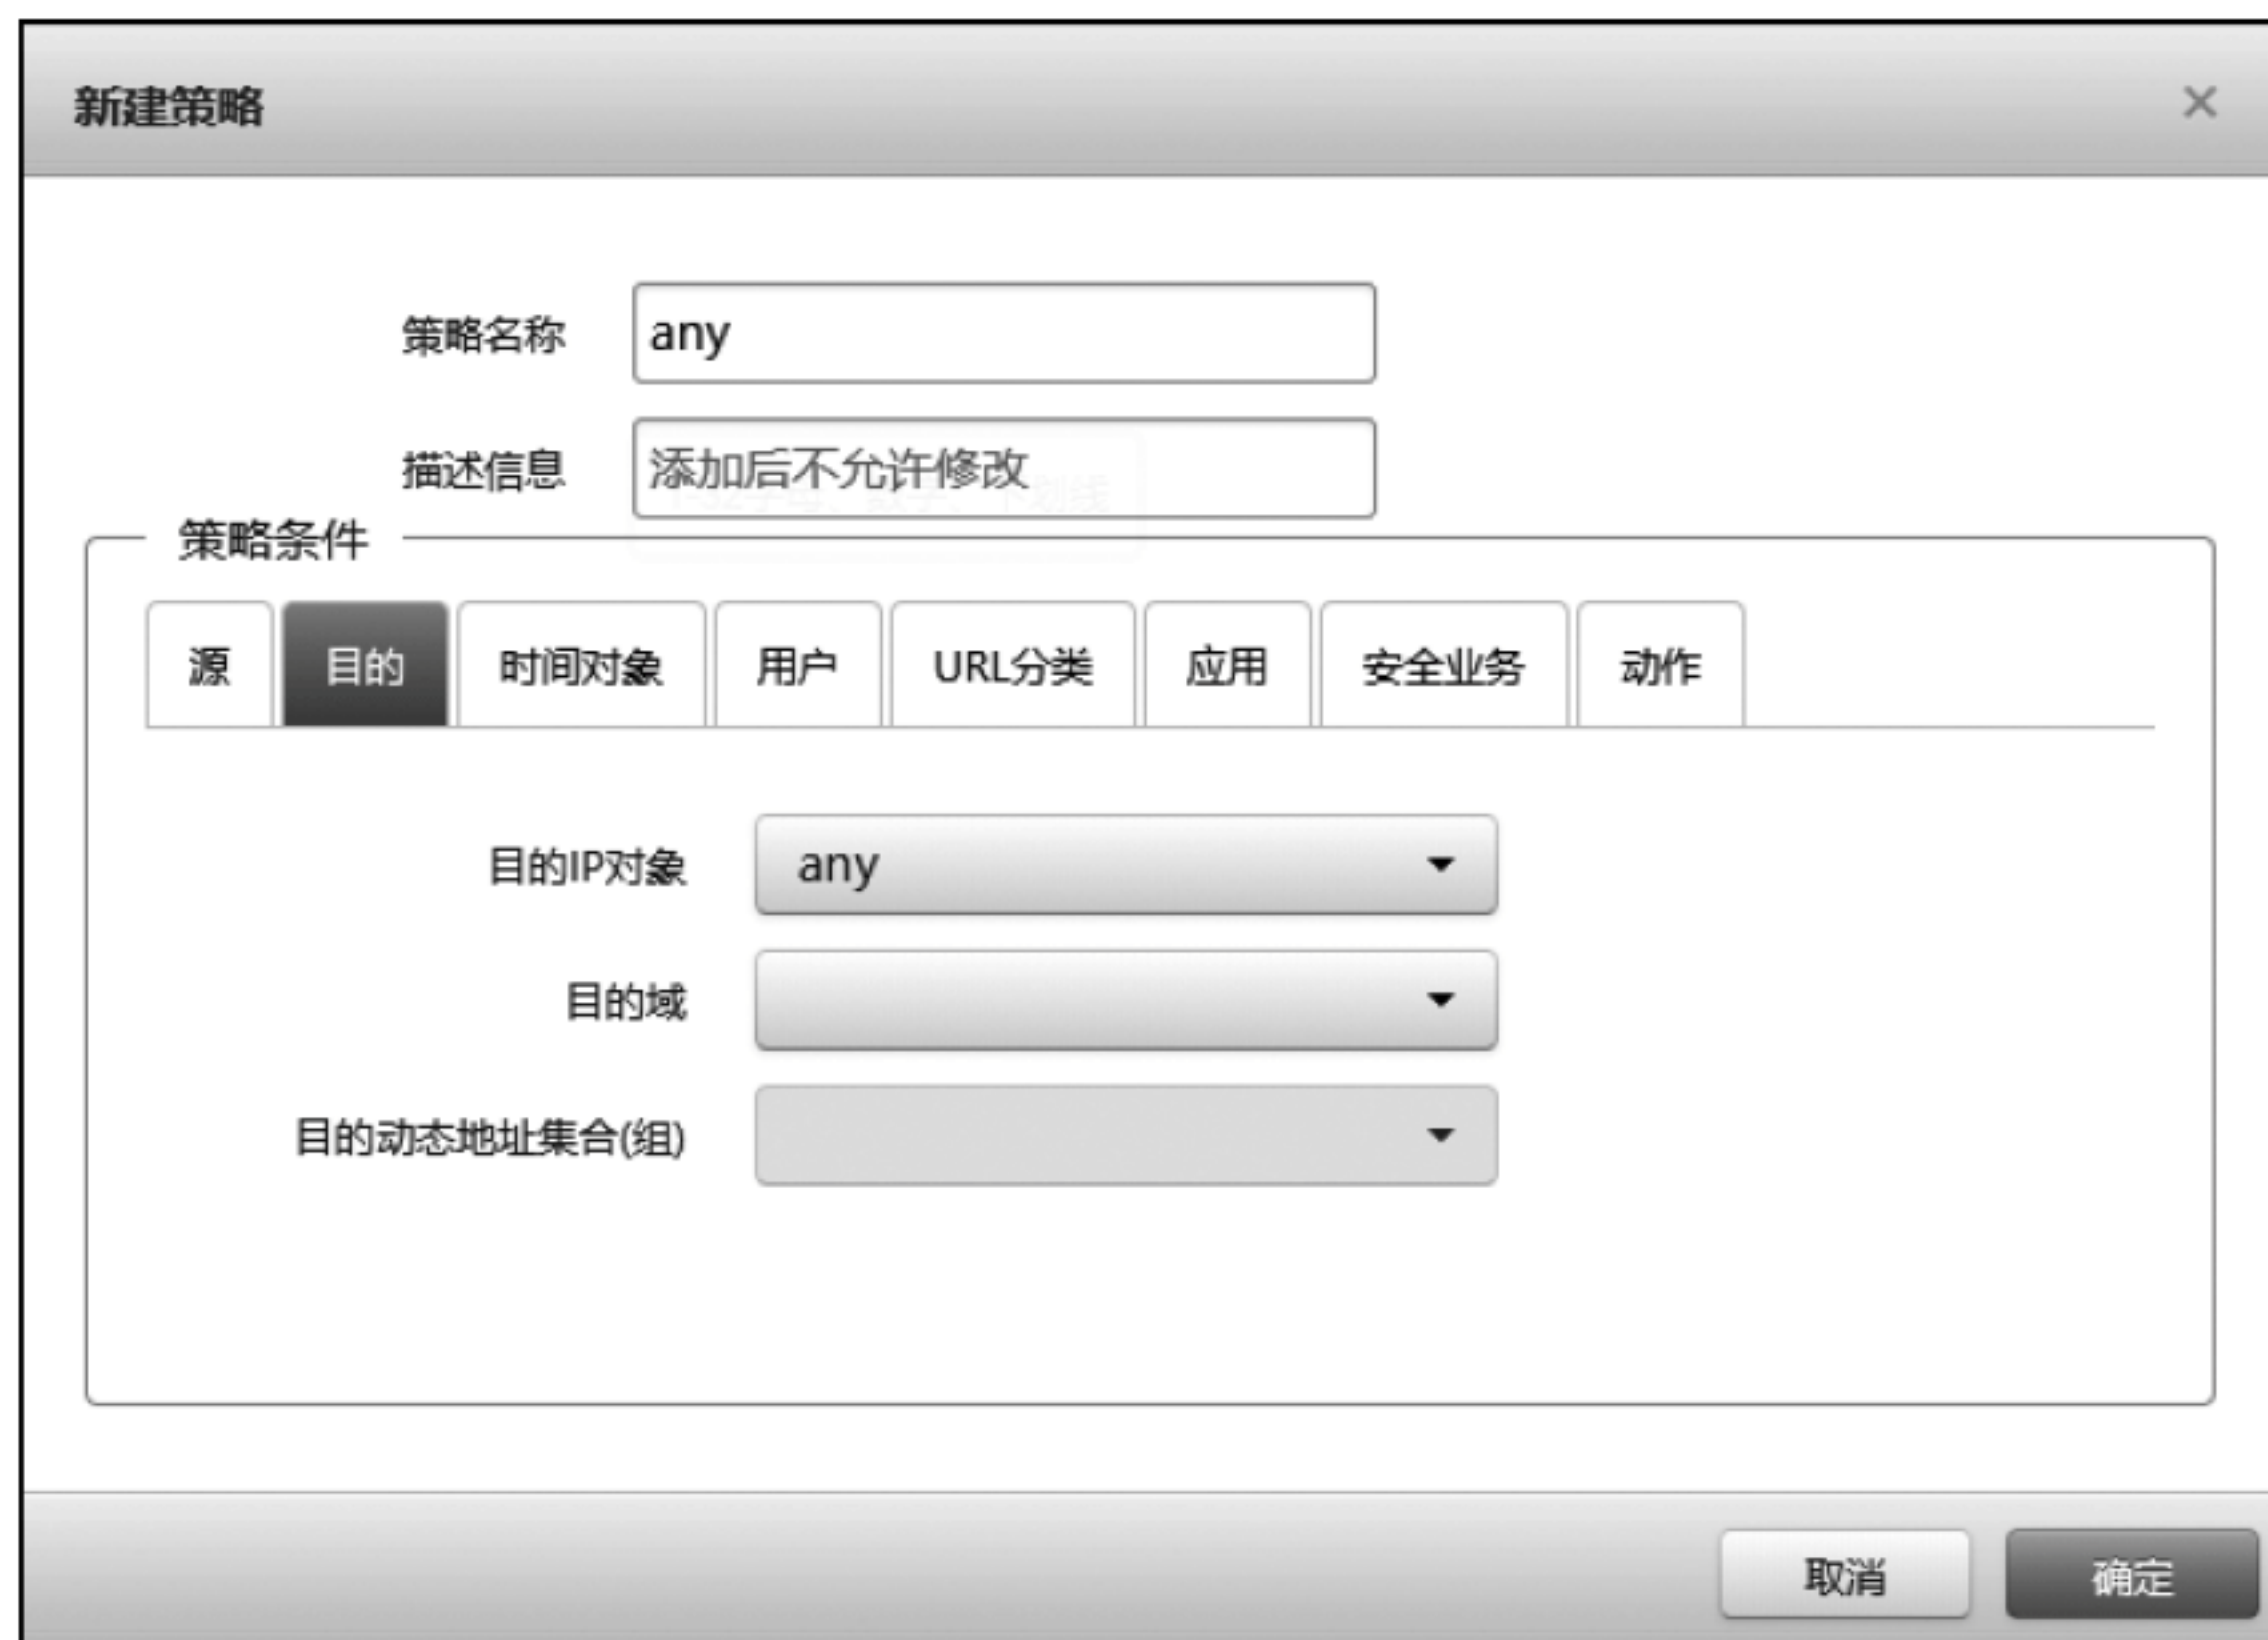 新建策略
策略名称 any
描述信息 添加后不允许修改
策略条件
源 目的 时间对象 用户 URL分类 应用 安全业务 动作
目的IP对象 any
目的域
目的动态地址集合(组)
取消 确定